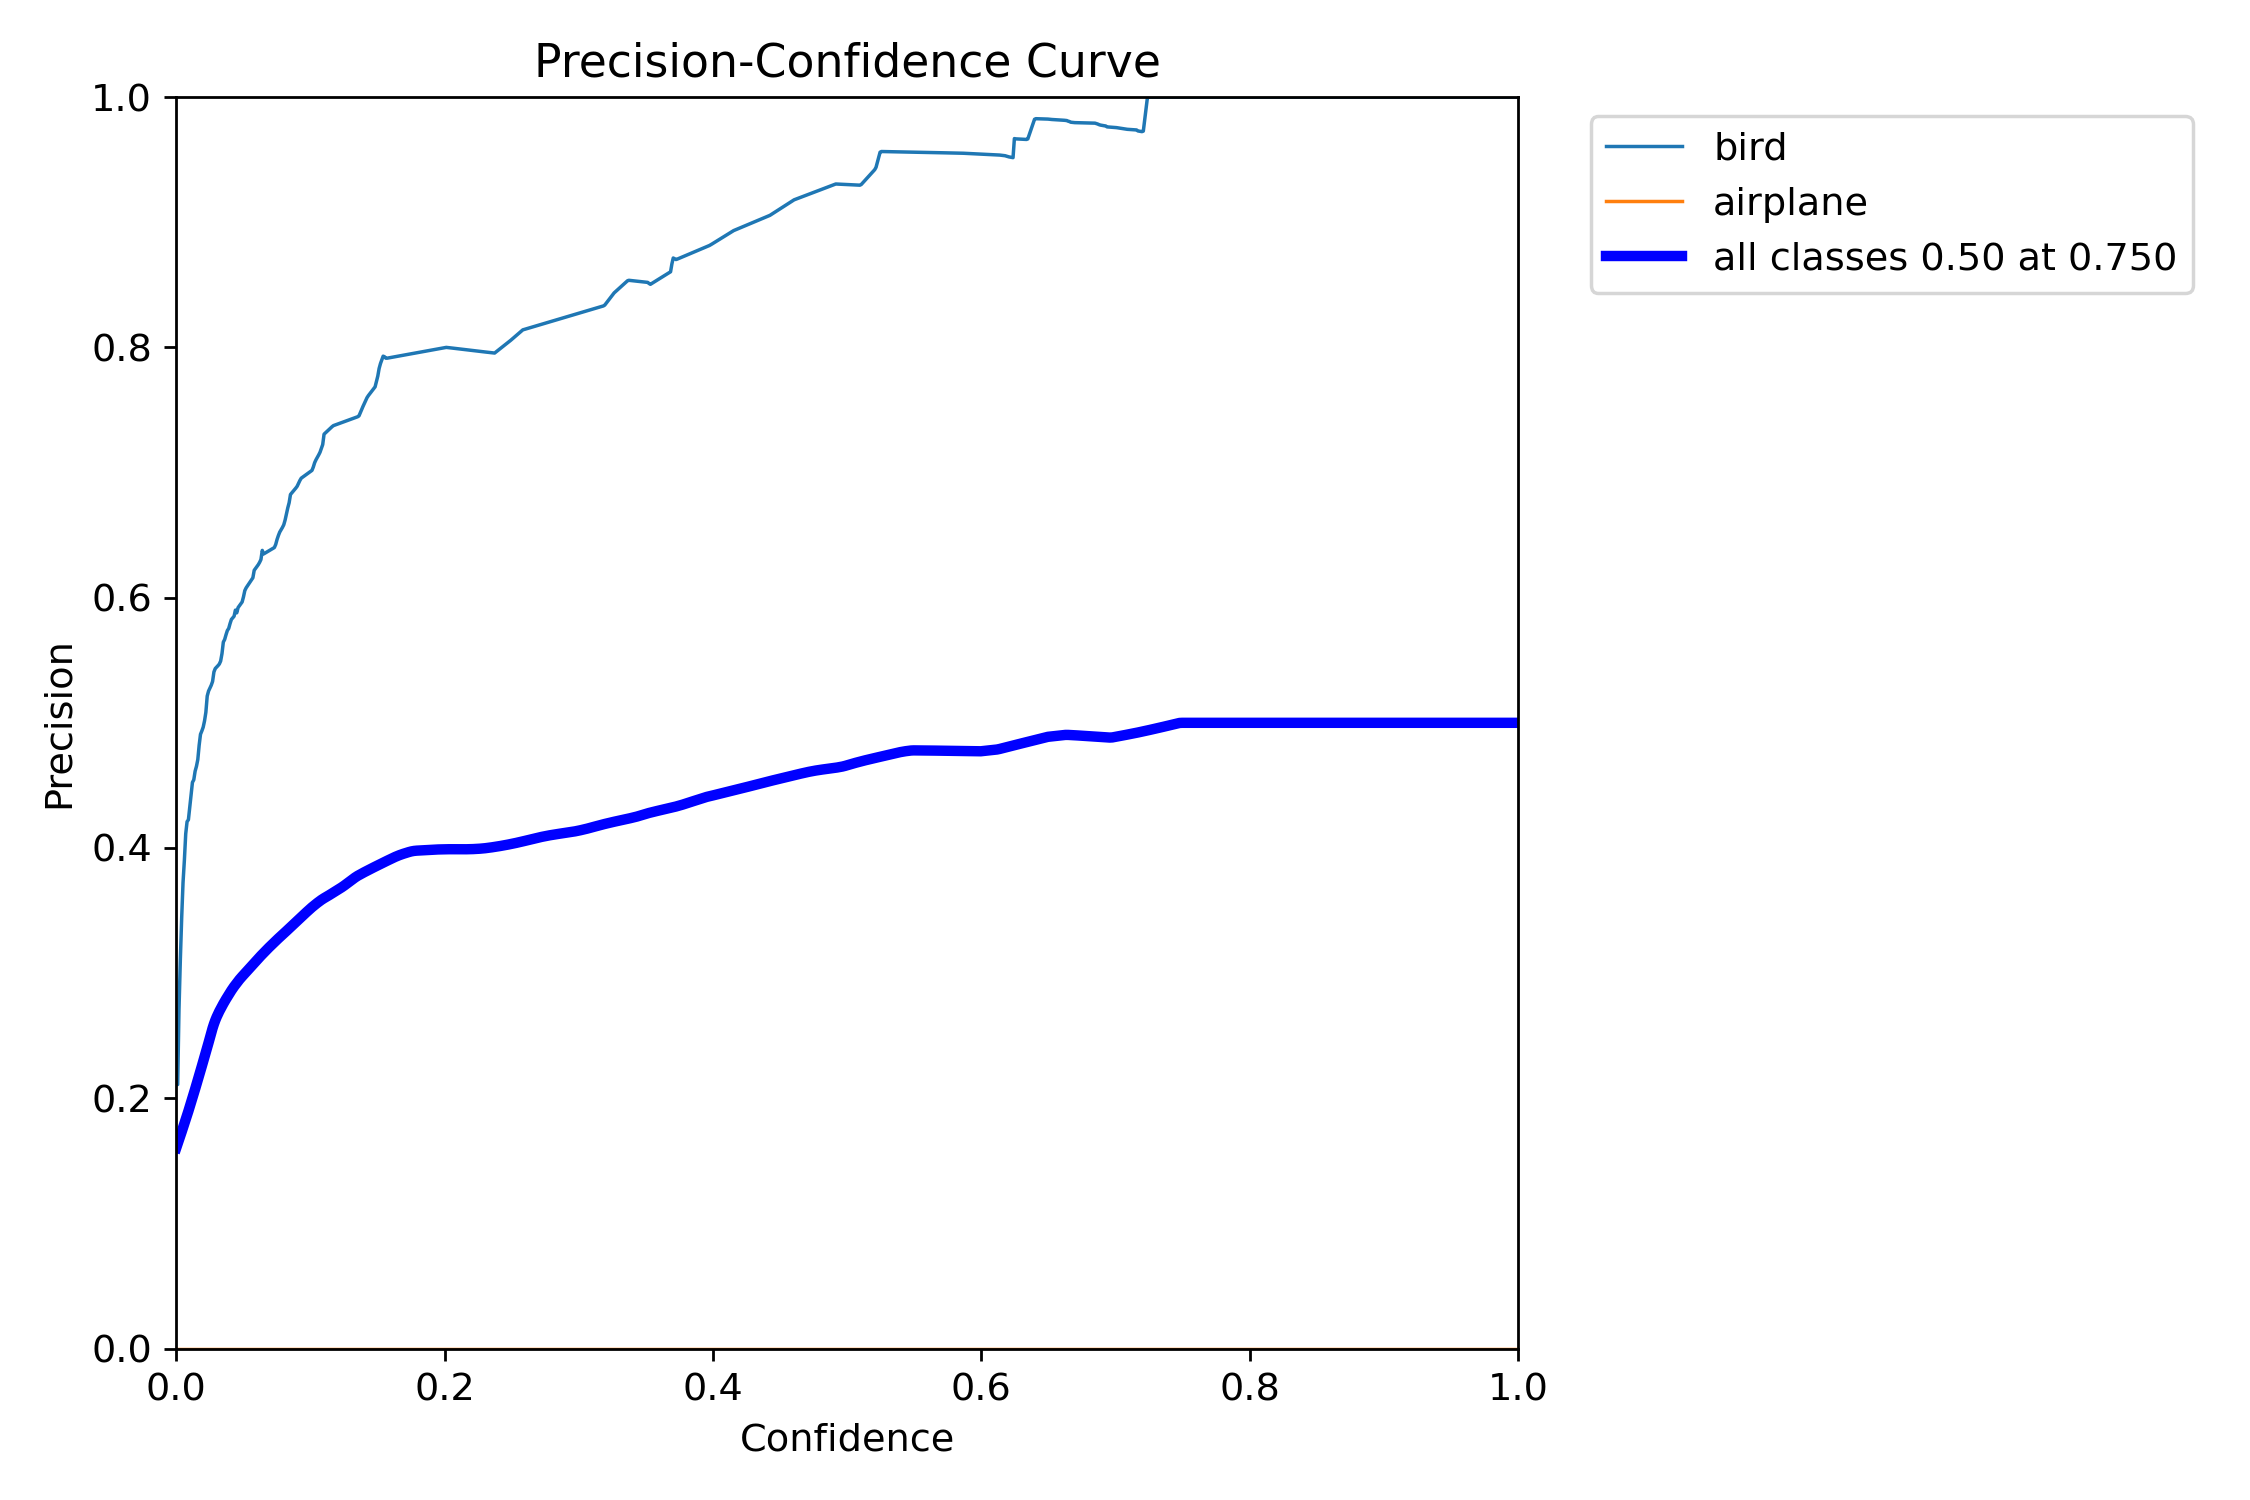 Precision-Confidence Curve
1.0
0.8
0.6
0.4
0.2
0.0
Precision
0.0 0.2 0.4 0.6 0.8 1.0
Confidence
bird
airplane
all classes 0.50 at 0.750